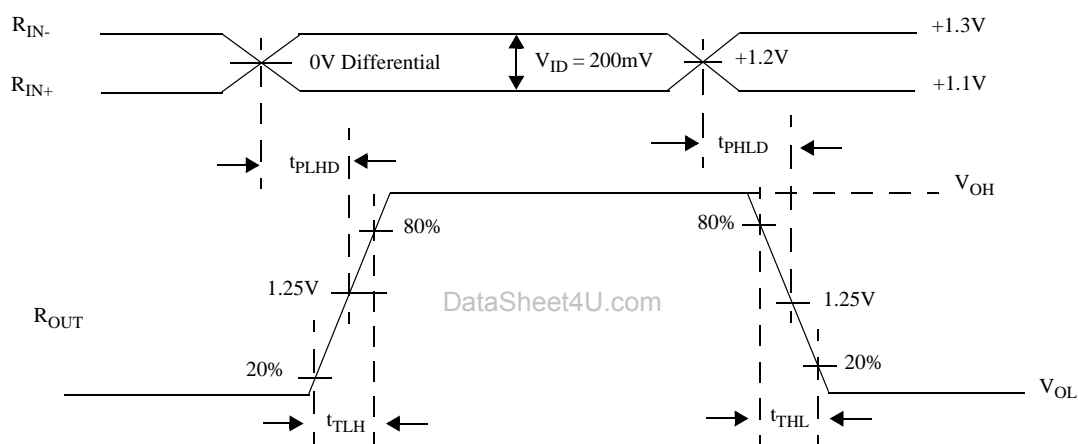 RIN- +1.3V
0V Differential VID = 200mV +1.2V
RIN+ +1.1V
tPLHD tPHLD
VOH
80% 80%
1.25V DataSheet4U.com 1.25V
ROUT
20% 20%
VOL
tTLH tTHL